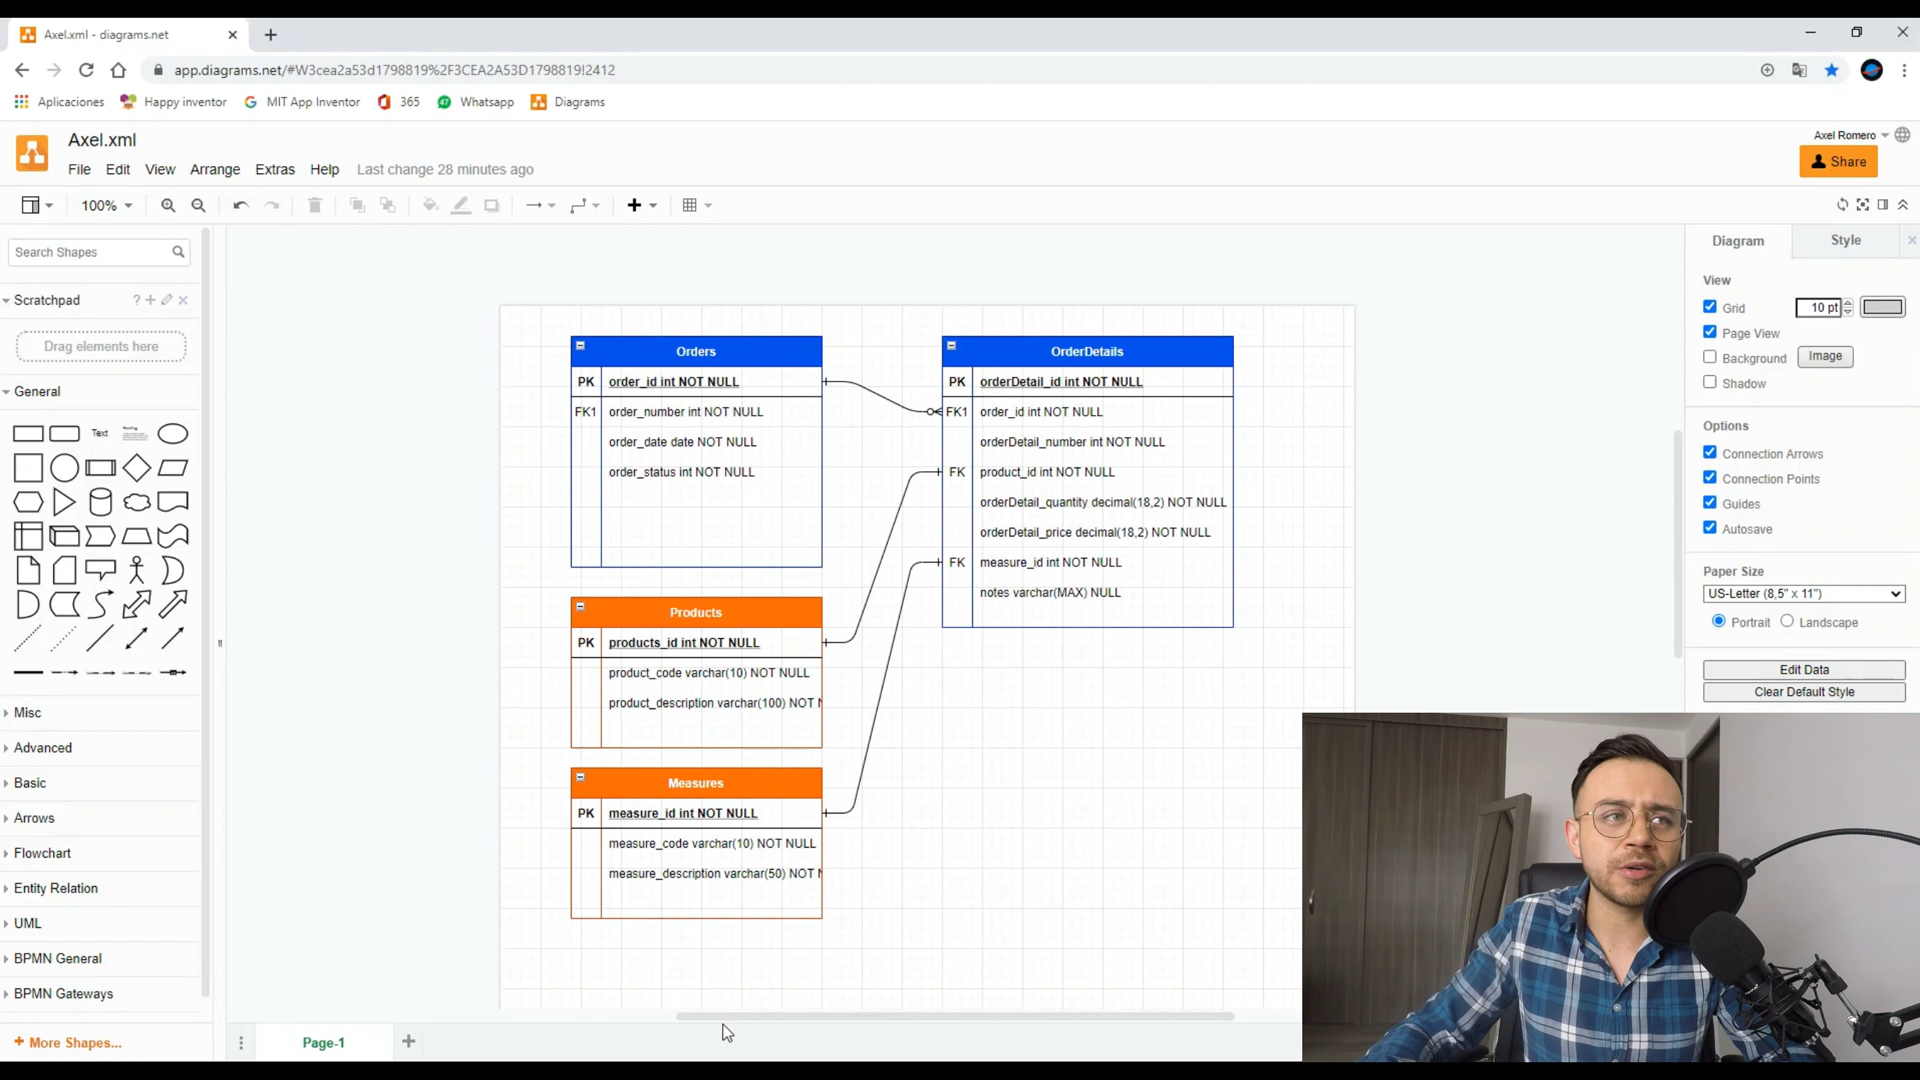 Axel.xml - diagrams.net
app.diagrams.net/#W3cea2a53d1798819%2F3CEA2A53D1798819!2412
Aplicaciones
Happy inventor
MIT App Inventor
365
47
Whatsapp
Diagrams
Axel.xml
Axel Romero
File
Edit
View
Arrange
Extras
Help
Last change 28 minutes ago
Share
100%
Search Shapes
Scratchpad
?
Drag elements here
General
Text
Misc
Advanced
Basic
Arrows
Flowchart
Entity Relation
UML
BPMN General
BPMN Gateways
+ More Shapes...
Orders
PK order_id int NOT NULL
FK1 order_number int NOT NULL
order_date date NOT NULL
order_status int NOT NULL
Products
PK products_id int NOT NULL
product_code varchar(10) NOT NULL
product_description varchar(100) NOT N
Measures
PK measure_id int NOT NULL
measure_code varchar(10) NOT NULL
measure_description varchar(50) NOT N
OrderDetails
PK orderDetail_id int NOT NULL
FK1 order_id int NOT NULL
orderDetail_number int NOT NULL
FK product_id int NOT NULL
orderDetail_quantity decimal(18,2) NOT NULL
orderDetail_price decimal(18,2) NOT NULL
FK measure_id int NOT NULL
notes varchar(MAX) NULL
Page-1
Diagram
Style
View
Grid
10 pt
Page View
Background
Image
Shadow
Options
Connection Arrows
Connection Points
Guides
Autosave
Paper Size
US-Letter (8,5" x 11")
Portrait
Landscape
Edit Data
Clear Default Style